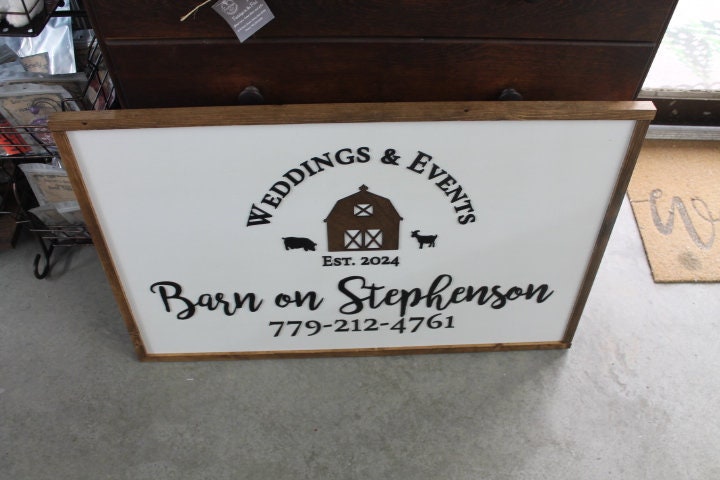 WEDDINGS & EVENTS
EST. 2024
Barn on Stephenson
779-212-4761
W